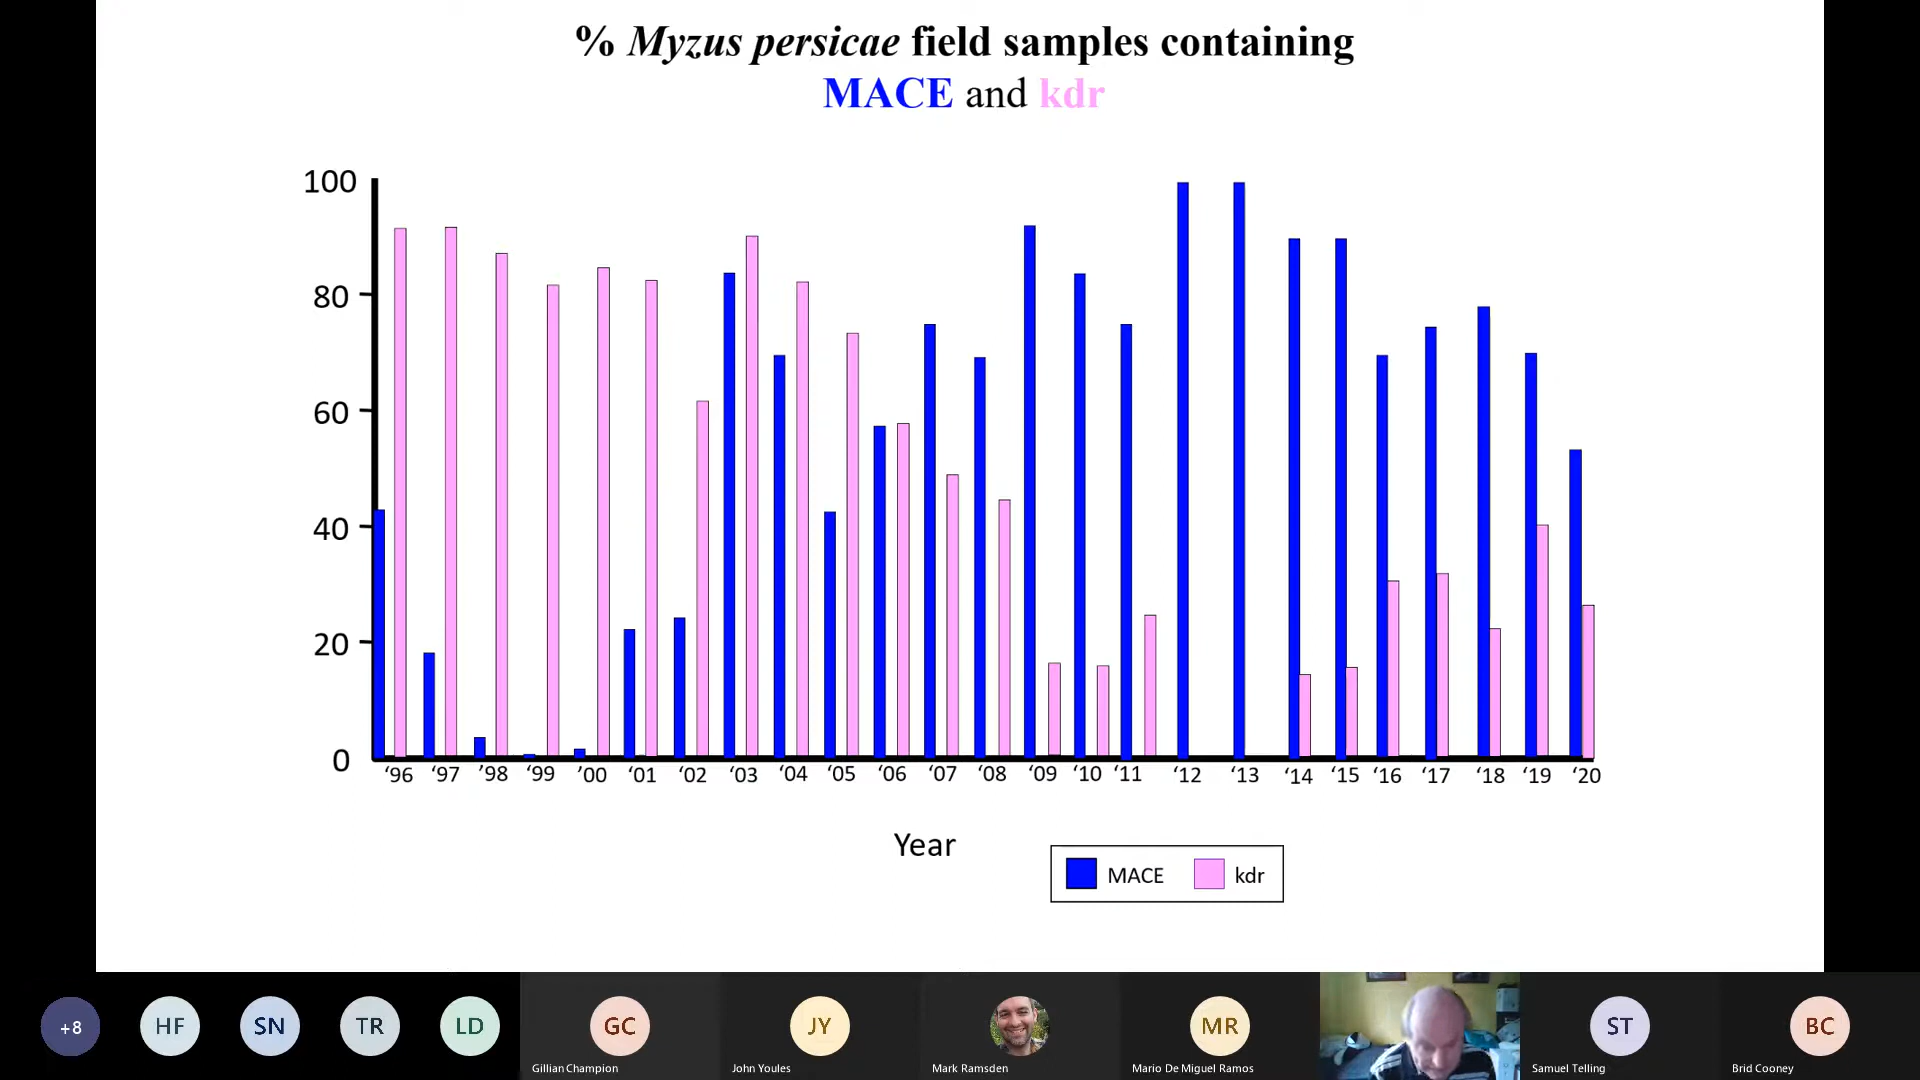 % Myzus persicae field samples containing
MACE and kdr
100
80
60
40
20
0
‘96 ‘97 ’98 ‘99 ’00 ‘01 ‘02 ‘03 ‘04 ‘05 ‘06 ‘07 ‘08 ‘09 ‘10 ‘11 ‘12 ‘13 ‘14 ‘15 ‘16 ‘17 ‘18 ‘19 ‘20
Year
MACE kdr
+8 HF SN TR LD GC JY MR ST BC
Gillian Champion John Youles Mark Ramsden Mario De Miguel Ramos Samuel Telling Brid Cooney